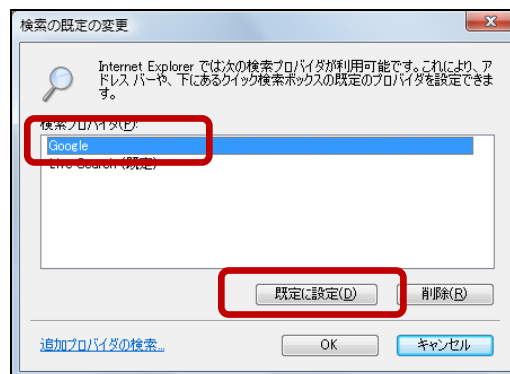 検索の既定の変更
Internet Explorer では次の検索プロバイダが利用可能です。これにより、ア
ドレス バーや、下にあるクイック検索ボックスの既定のプロバイダを設定できま
す。
検索プロバイダ(P):
Google
Live Search (既定)
既定に設定(D)
削除(R)
追加プロバイダの検索...
OK
キャンセル